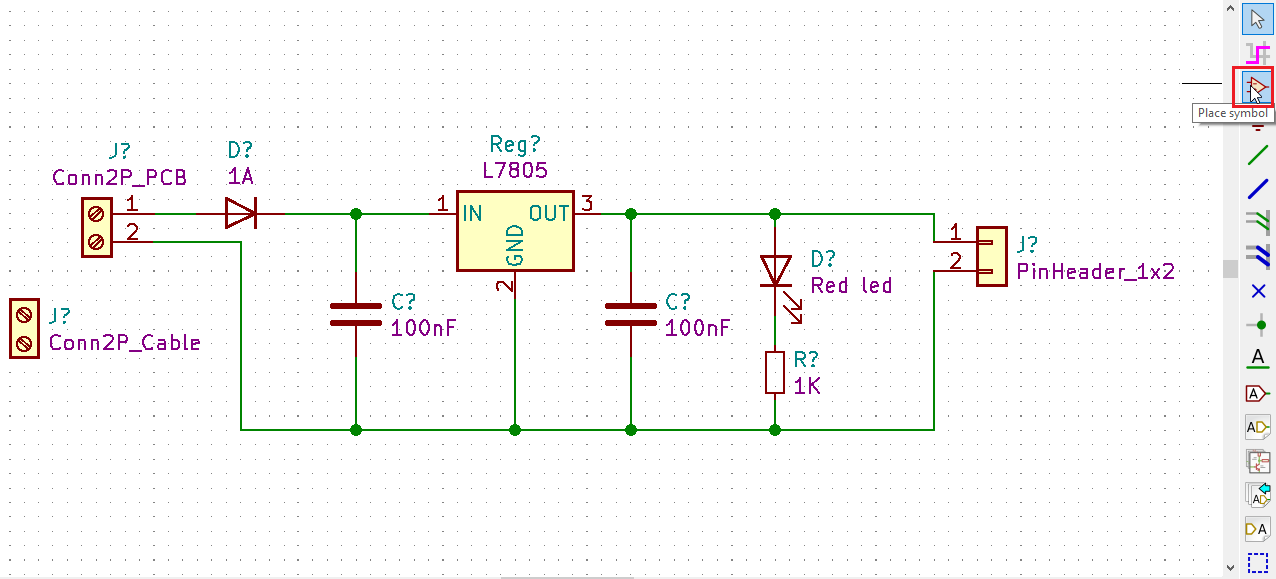 Place symbol
J?
Conn2P_PCB
1
2
D?
1A
Reg?
L7805
1
IN
OUT
3
GND
2
J?
Conn2P_Cable
C?
100nF
C?
100nF
D?
Red led
R?
1K
1
2
J?
PinHeader_1x2
A
A
A
A
A